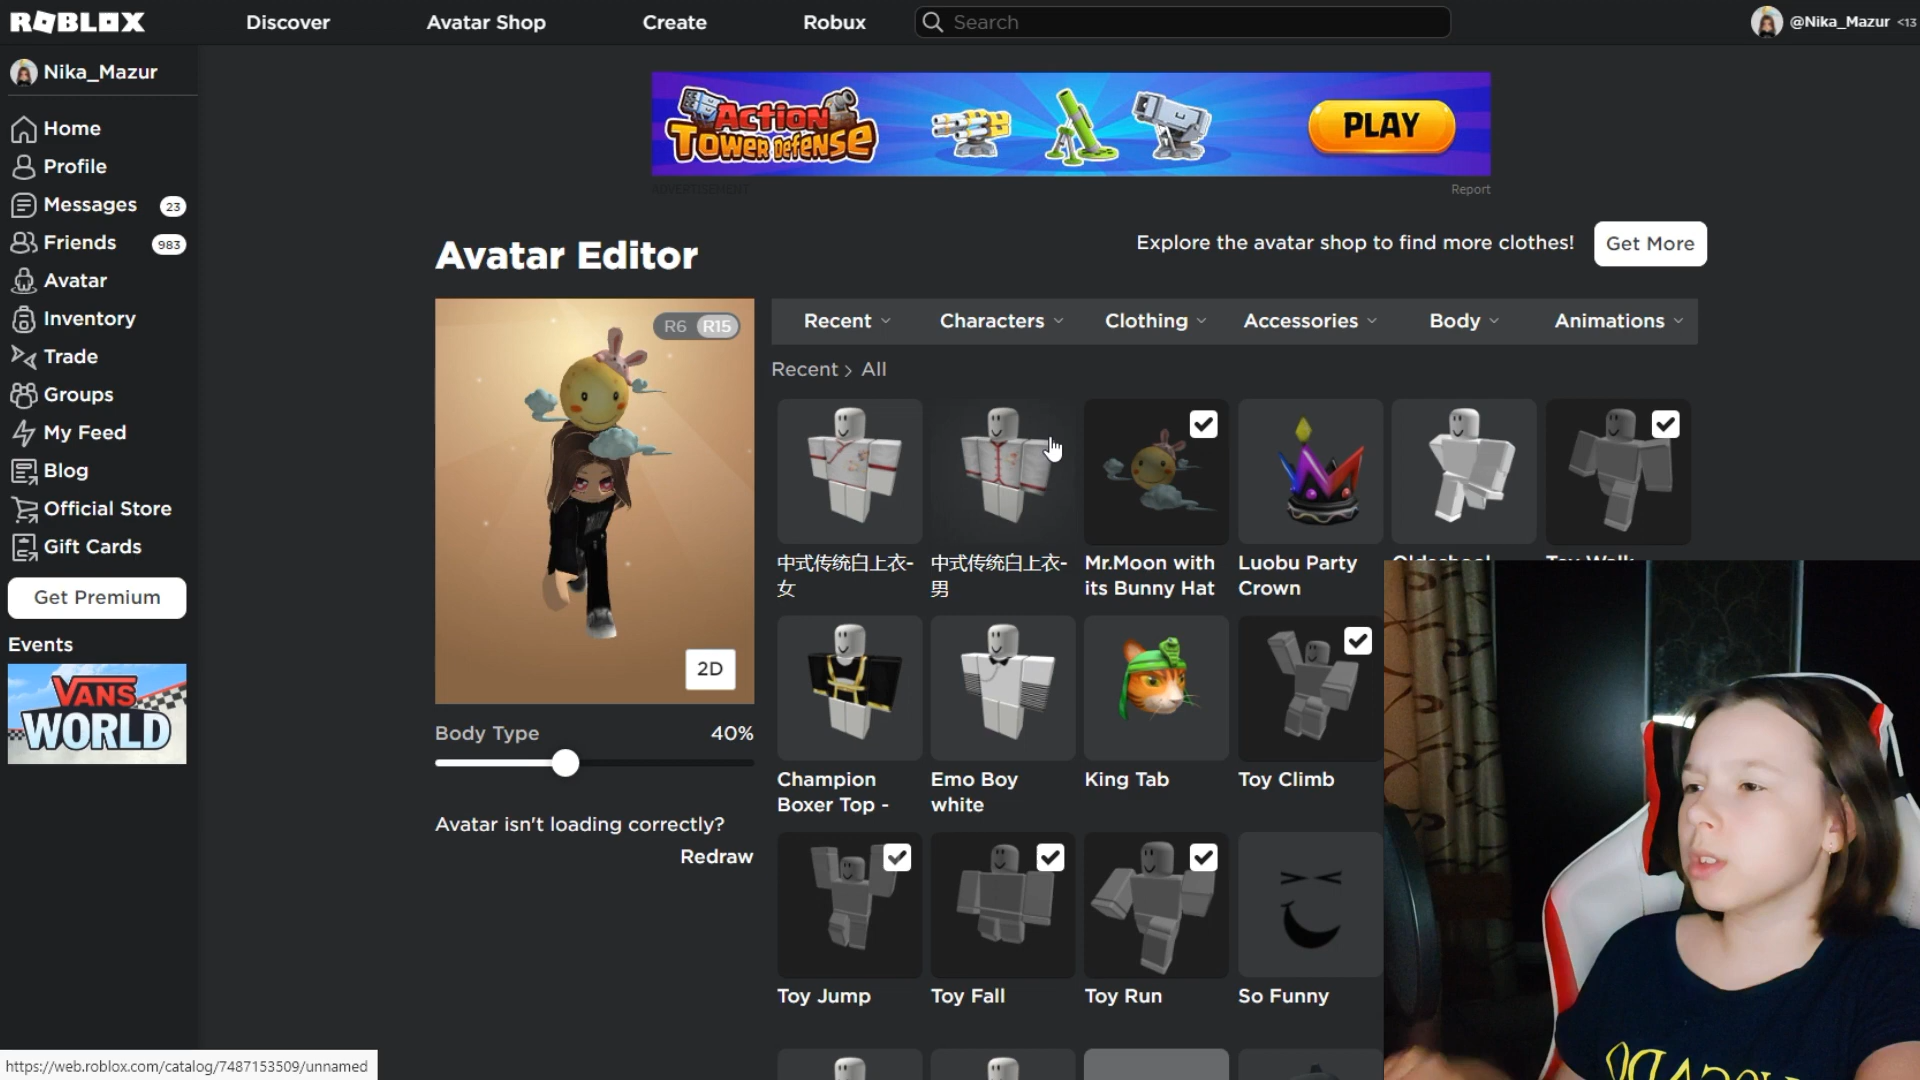 ROBLOX
Discover
Avatar Shop
Create
Robux
Search
@Nika_Mazur <13
Nika_Mazur
Home
Profile
Messages 23
Friends 983
Avatar
Inventory
Trade
Groups
My Feed
Blog
Official Store
Gift Cards
Get Premium
Events
VANS
WORLD
ACTION
TOWER DEFENSE
PLAY
ADVERTISEMENT
Report
Avatar Editor
Explore the avatar shop to find more clothes!
Get More
R6 R15
2D
Body Type 40%
Avatar isn't loading correctly?
Redraw
Recent
Characters
Clothing
Accessories
Body
Animations
Recent > All
中式传统白上衣-
女
中式传统白上衣-
男
Mr.Moon with
its Bunny Hat
Luobu Party
Crown
Oldschool
Toy Walk
Champion
Boxer Top -
Emo Boy
white
King Tab
Toy Climb
Toy Jump
Toy Fall
Toy Run
So Funny
https://web.roblox.com/catalog/7487153509/unnamed